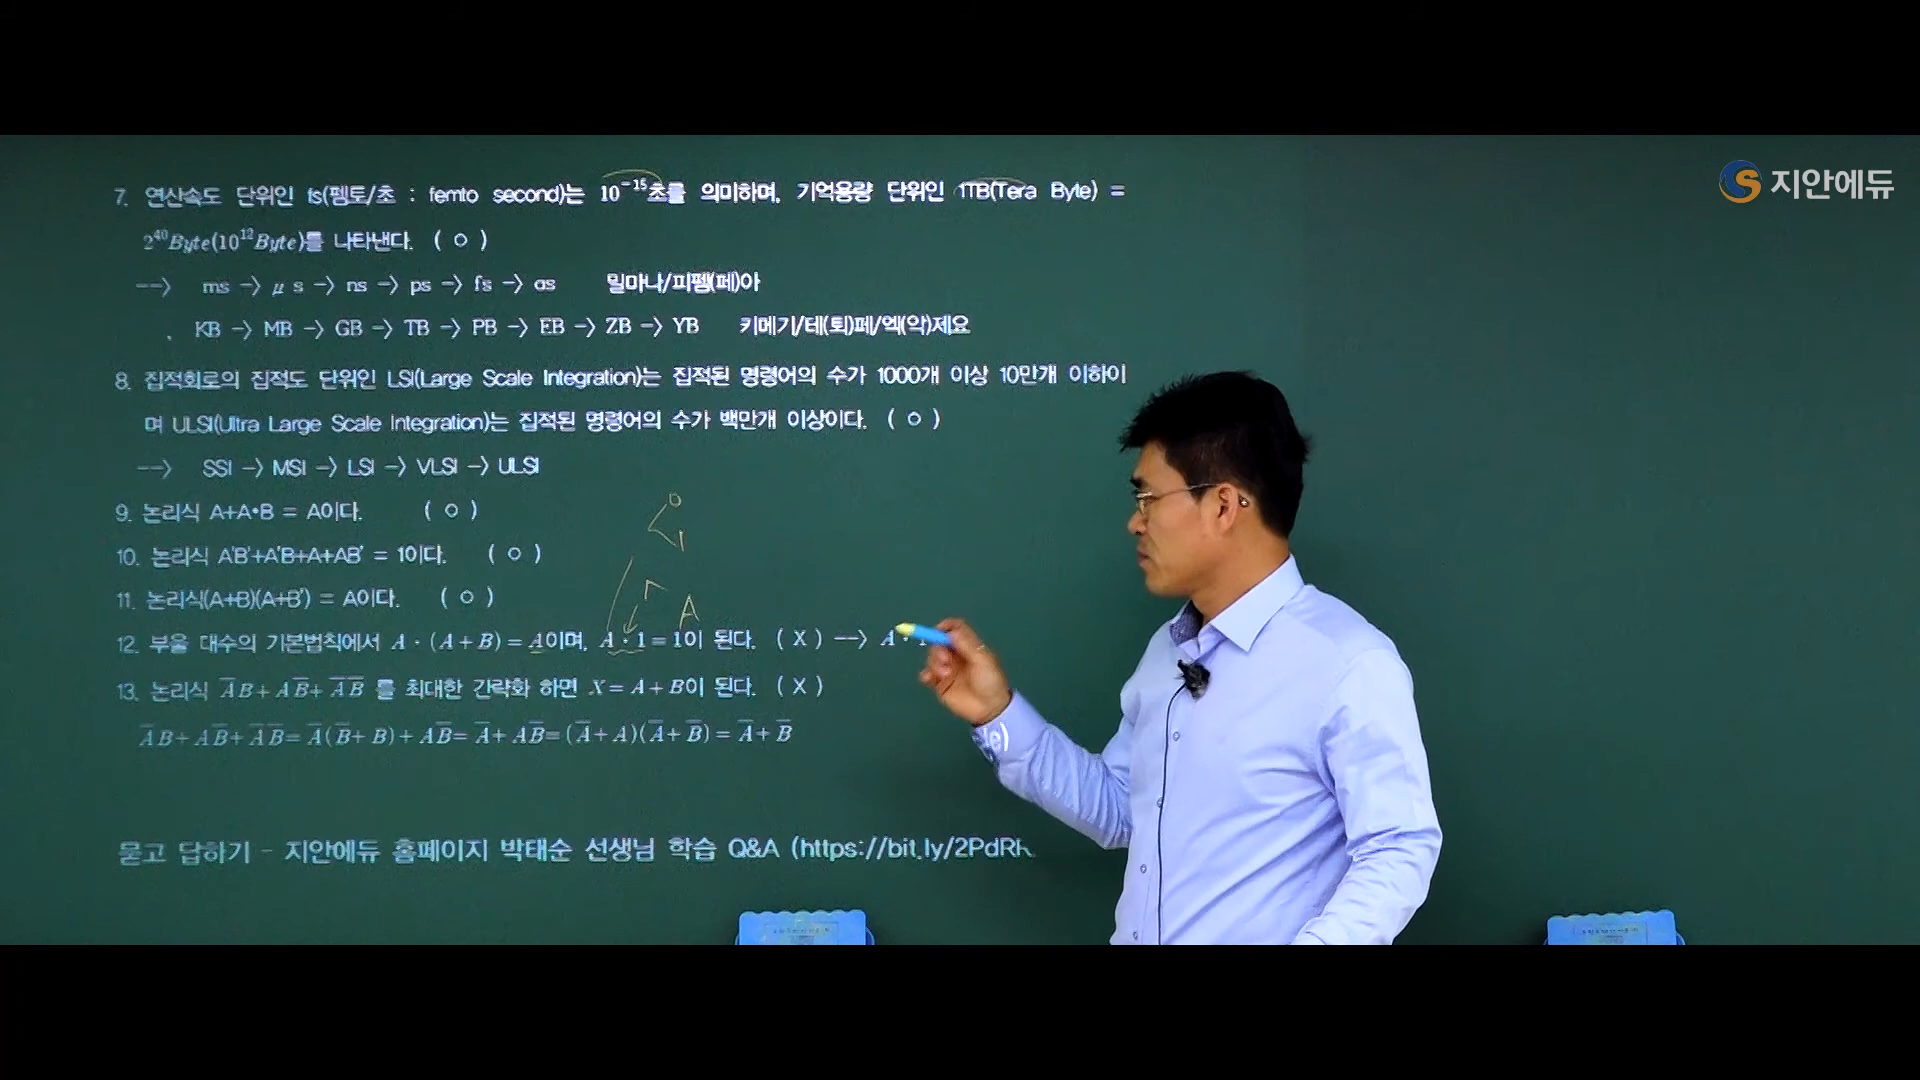 지안에듀
7. 연산속도 단위인 fs(펨토/초 : femto second)는 10⁻¹⁵초를 의미하며, 기억용량 단위인 1TB(Tera Byte) =
2⁴⁰Byte(10¹²Byte)를 나타낸다. ( ○ )
--> ms -> μs -> ns -> ps -> fs -> as 밀마나/피펨(페)아
KB -> MB -> GB -> TB -> PB -> EB -> ZB -> YB 키메기/테(퇴)페/엑(악)제요
8. 집적회로의 집적도 단위인 LSI(Large Scale Integration)는 집적된 명령어의 수가 1000개 이상 10만개 이하이
며 ULSI(Ultra Large Scale Integration)는 집적된 명령어의 수가 백만개 이상이다. ( ○ )
--> SSI -> MSI -> LSI -> VLSI -> ULSI
9. 논리식 A+A•B = A이다. ( ○ )
0
1
10. 논리식 A'B'+A'B+A+AB' = 1이다. ( ○ )
11. 논리식(A+B)(A+B') = A이다. ( ○ )
A
12. 부울 대수의 기본법칙에서 A · (A + B) = A이며, A · 1 = 1이 된다. ( X ) --> A ·
13. 논리식 A̅B + AB̅ + A̅B̅ 를 최대한 간략화 하면 X = A + B이 된다. ( X )
A̅B + AB̅ + A̅B̅ = A̅(B̅ + B) + AB̅ = A̅ + AB̅ = (A̅ + A)(A̅ + B̅) = A̅ + B̅
묻고 답하기 - 지안에듀 홈페이지 박태순 선생님 학습 Q&A (https://bit.ly/2PdR